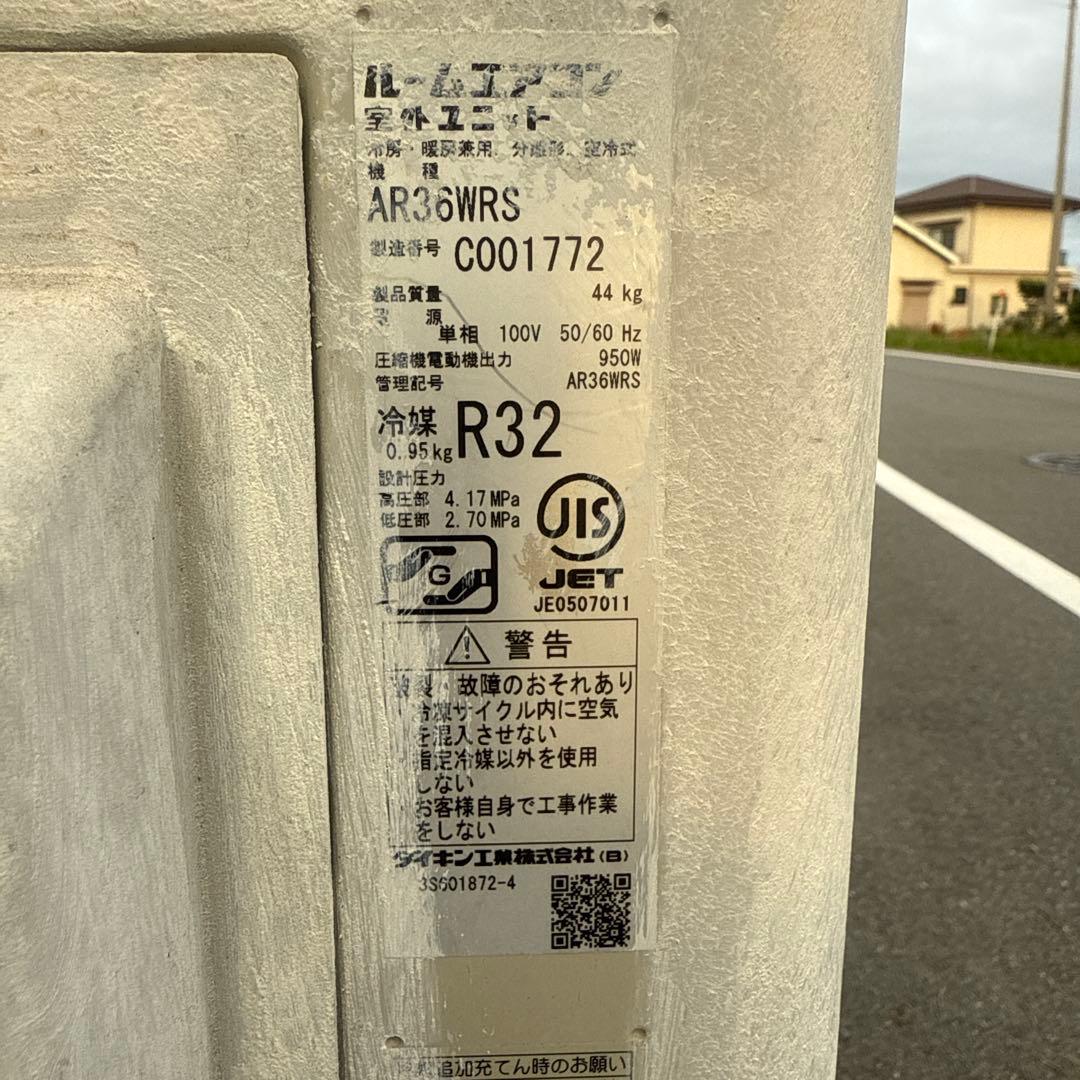 ルームエアコン
室外ユニット
冷房・暖房兼用、分離形、空冷式
機 種
AR36WRS
製造番号 C001772
製品質量 44 kg
源
単相 100V 50/60 Hz
圧縮機電動機出力 950W
管理記号 AR36WRS
冷媒 R32
0.95kg
設計圧力
高圧部 4.17MPa
低圧部 2.70MPa
JIS
G
JET
JE0507011
警告
破裂・故障のおそれあり
・冷凍サイクル内に空気
を混入させない
・指定冷媒以外を使用
しない
・お客様自身で工事作業
をしない
ダイキン工業株式会社(B)
3S601872-4
追加充てん時のお願い